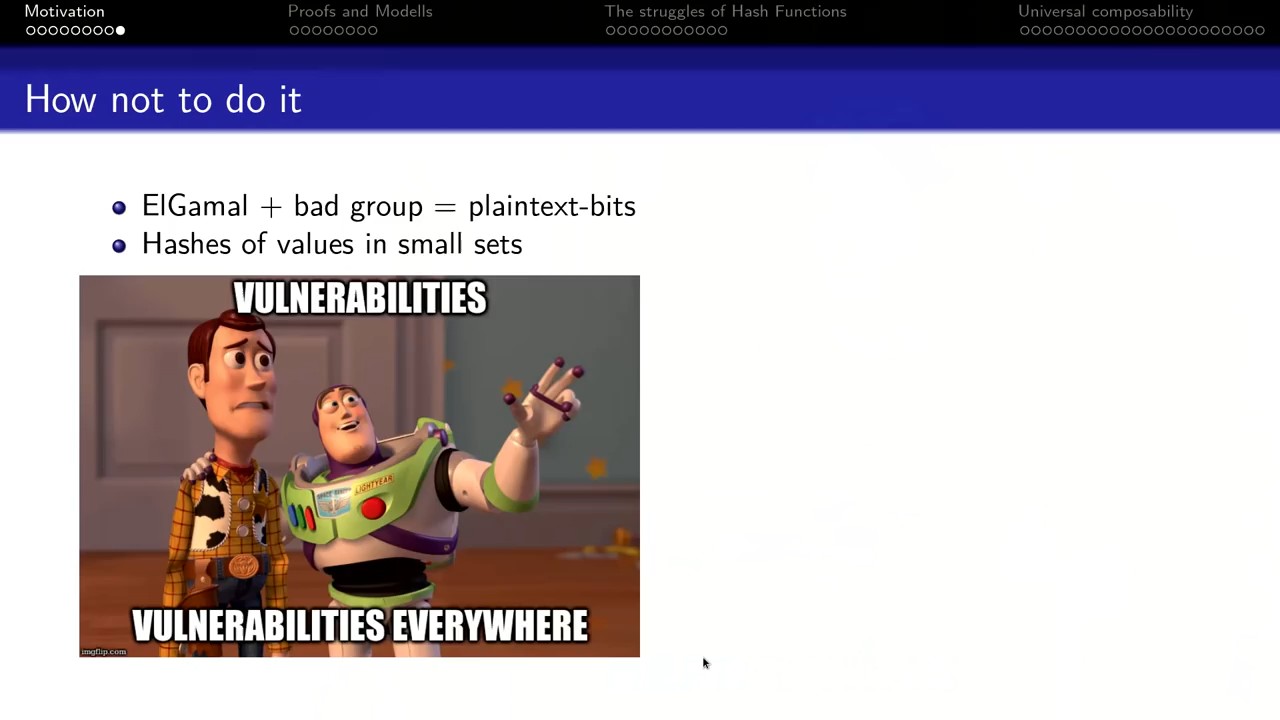 Motivation
Proofs and Modells
The struggles of Hash Functions
Universal composability
How not to do it
ElGamal + bad group = plaintext-bits
Hashes of values in small sets
VULNERABILITIES
LIGHTYEAR
VULNERABILITIES EVERYWHERE
imgflip.com